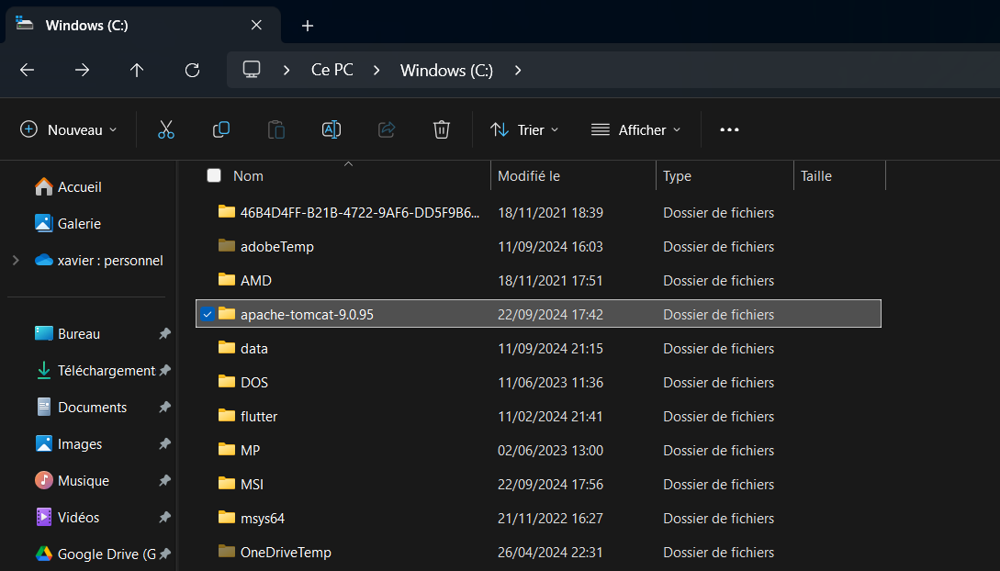 Windows (C:)
Ce PC > Windows (C:) >
Nouveau Trier Afficher
Nom Modifié le Type Taille
Accueil
Galerie
xavier : personnel
Bureau
Téléchargement
Documents
Images
Musique
Vidéos
Google Drive (G
46B4D4FF-B21B-4722-9AF6-DD5F9B6... 18/11/2021 18:39 Dossier de fichiers
adobeTemp 11/09/2024 16:03 Dossier de fichiers
AMD 18/11/2021 17:51 Dossier de fichiers
apache-tomcat-9.0.95 22/09/2024 17:42 Dossier de fichiers
data 11/09/2024 21:15 Dossier de fichiers
DOS 11/06/2023 11:36 Dossier de fichiers
flutter 11/02/2024 21:41 Dossier de fichiers
MP 02/06/2023 13:00 Dossier de fichiers
MSI 22/09/2024 17:56 Dossier de fichiers
msys64 21/11/2022 16:27 Dossier de fichiers
OneDriveTemp 26/04/2024 22:31 Dossier de fichiers